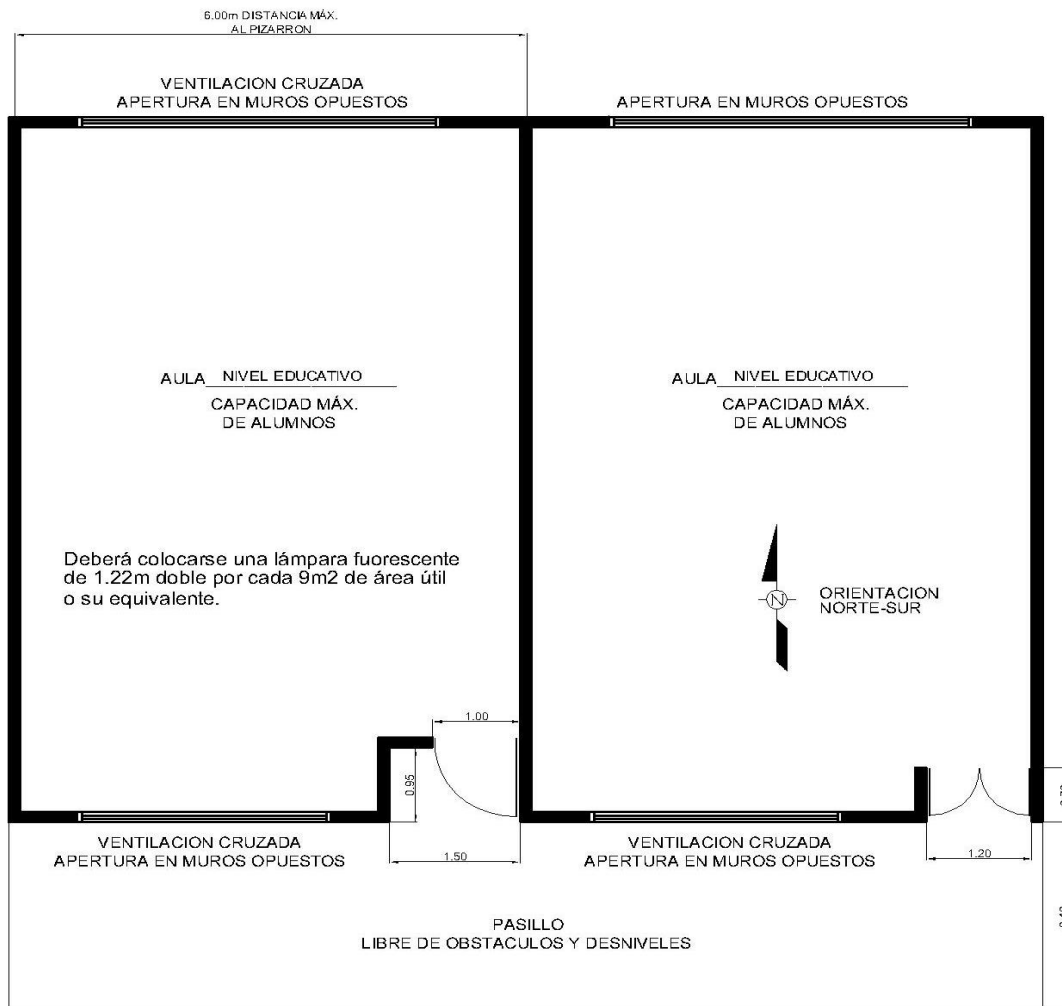 6.00m DISTANCIA MÁX.
AL PIZARRON
VENTILACION CRUZADA
APERTURA EN MUROS OPUESTOS
APERTURA EN MUROS OPUESTOS
AULA NIVEL EDUCATIVO
CAPACIDAD MÁX.
DE ALUMNOS
AULA NIVEL EDUCATIVO
CAPACIDAD MÁX.
DE ALUMNOS
Deberá colocarse una lámpara fuorescente
de 1.22m doble por cada 9m2 de área útil
o su equivalente.
N
ORIENTACION
NORTE-SUR
1.00
0.95
1.50
1.20
VENTILACION CRUZADA
APERTURA EN MUROS OPUESTOS
VENTILACION CRUZADA
APERTURA EN MUROS OPUESTOS
PASILLO
LIBRE DE OBSTACULOS Y DESNIVELES